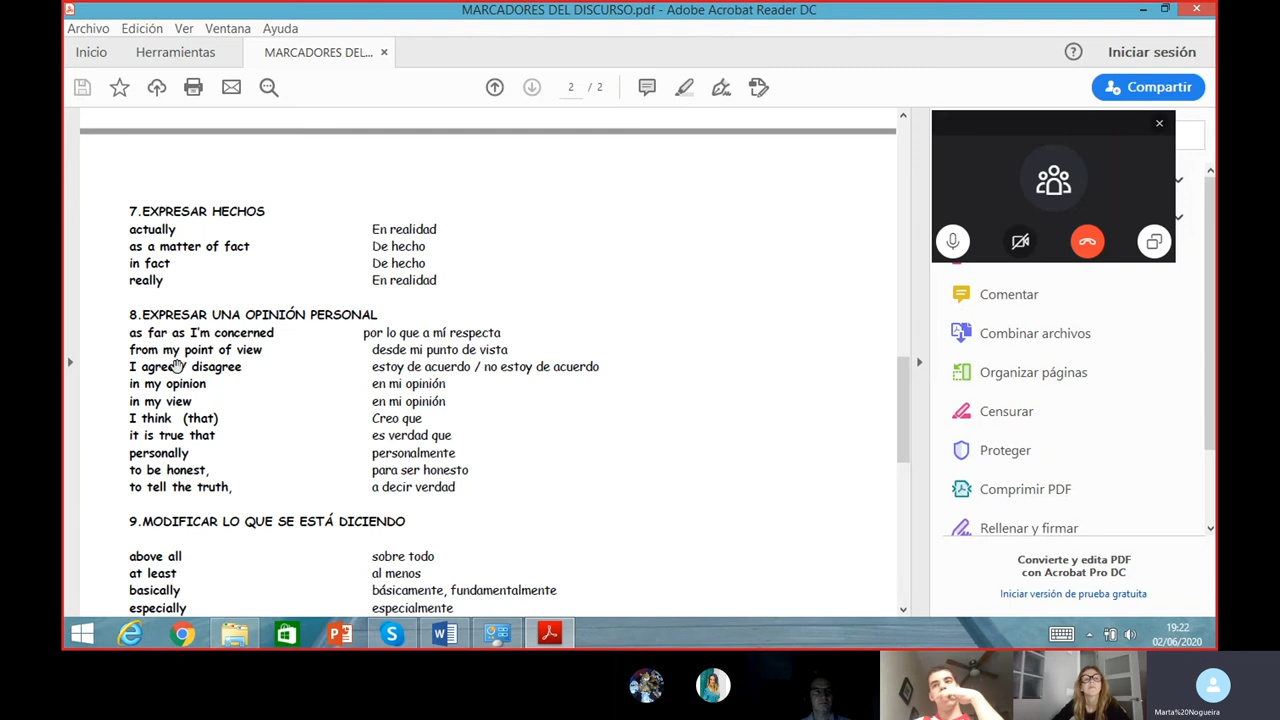 MARCADORES DEL DISCURSO.pdf - Adobe Acrobat Reader DC
Archivo Edición Ver Ventana Ayuda
Inicio Herramientas MARCADORES DEL... × Iniciar sesión
2 / 2 Compartir
7.EXPRESAR HECHOS
actually En realidad
as a matter of fact De hecho
in fact De hecho
really En realidad
8.EXPRESAR UNA OPINIÓN PERSONAL
as far as I'm concerned por lo que a mí respecta
from my point of view desde mi punto de vista
I agree/ disagree estoy de acuerdo / no estoy de acuerdo
in my opinion en mi opinión
in my view en mi opinión
I think (that) Creo que
it is true that es verdad que
personally personalmente
to be honest, para ser honesto
to tell the truth, a decir verdad
9.MODIFICAR LO QUE SE ESTÁ DICIENDO
above all sobre todo
at least al menos
basically básicamente, fundamentalmente
especially especialmente
Comentar
Combinar archivos
Organizar páginas
Censurar
Proteger
Comprimir PDF
Rellenar y firmar
Convierte y edita PDF
con Acrobat Pro DC
Iniciar versión de prueba gratuita
19:22
02/06/2020
Marta%20Nogueira